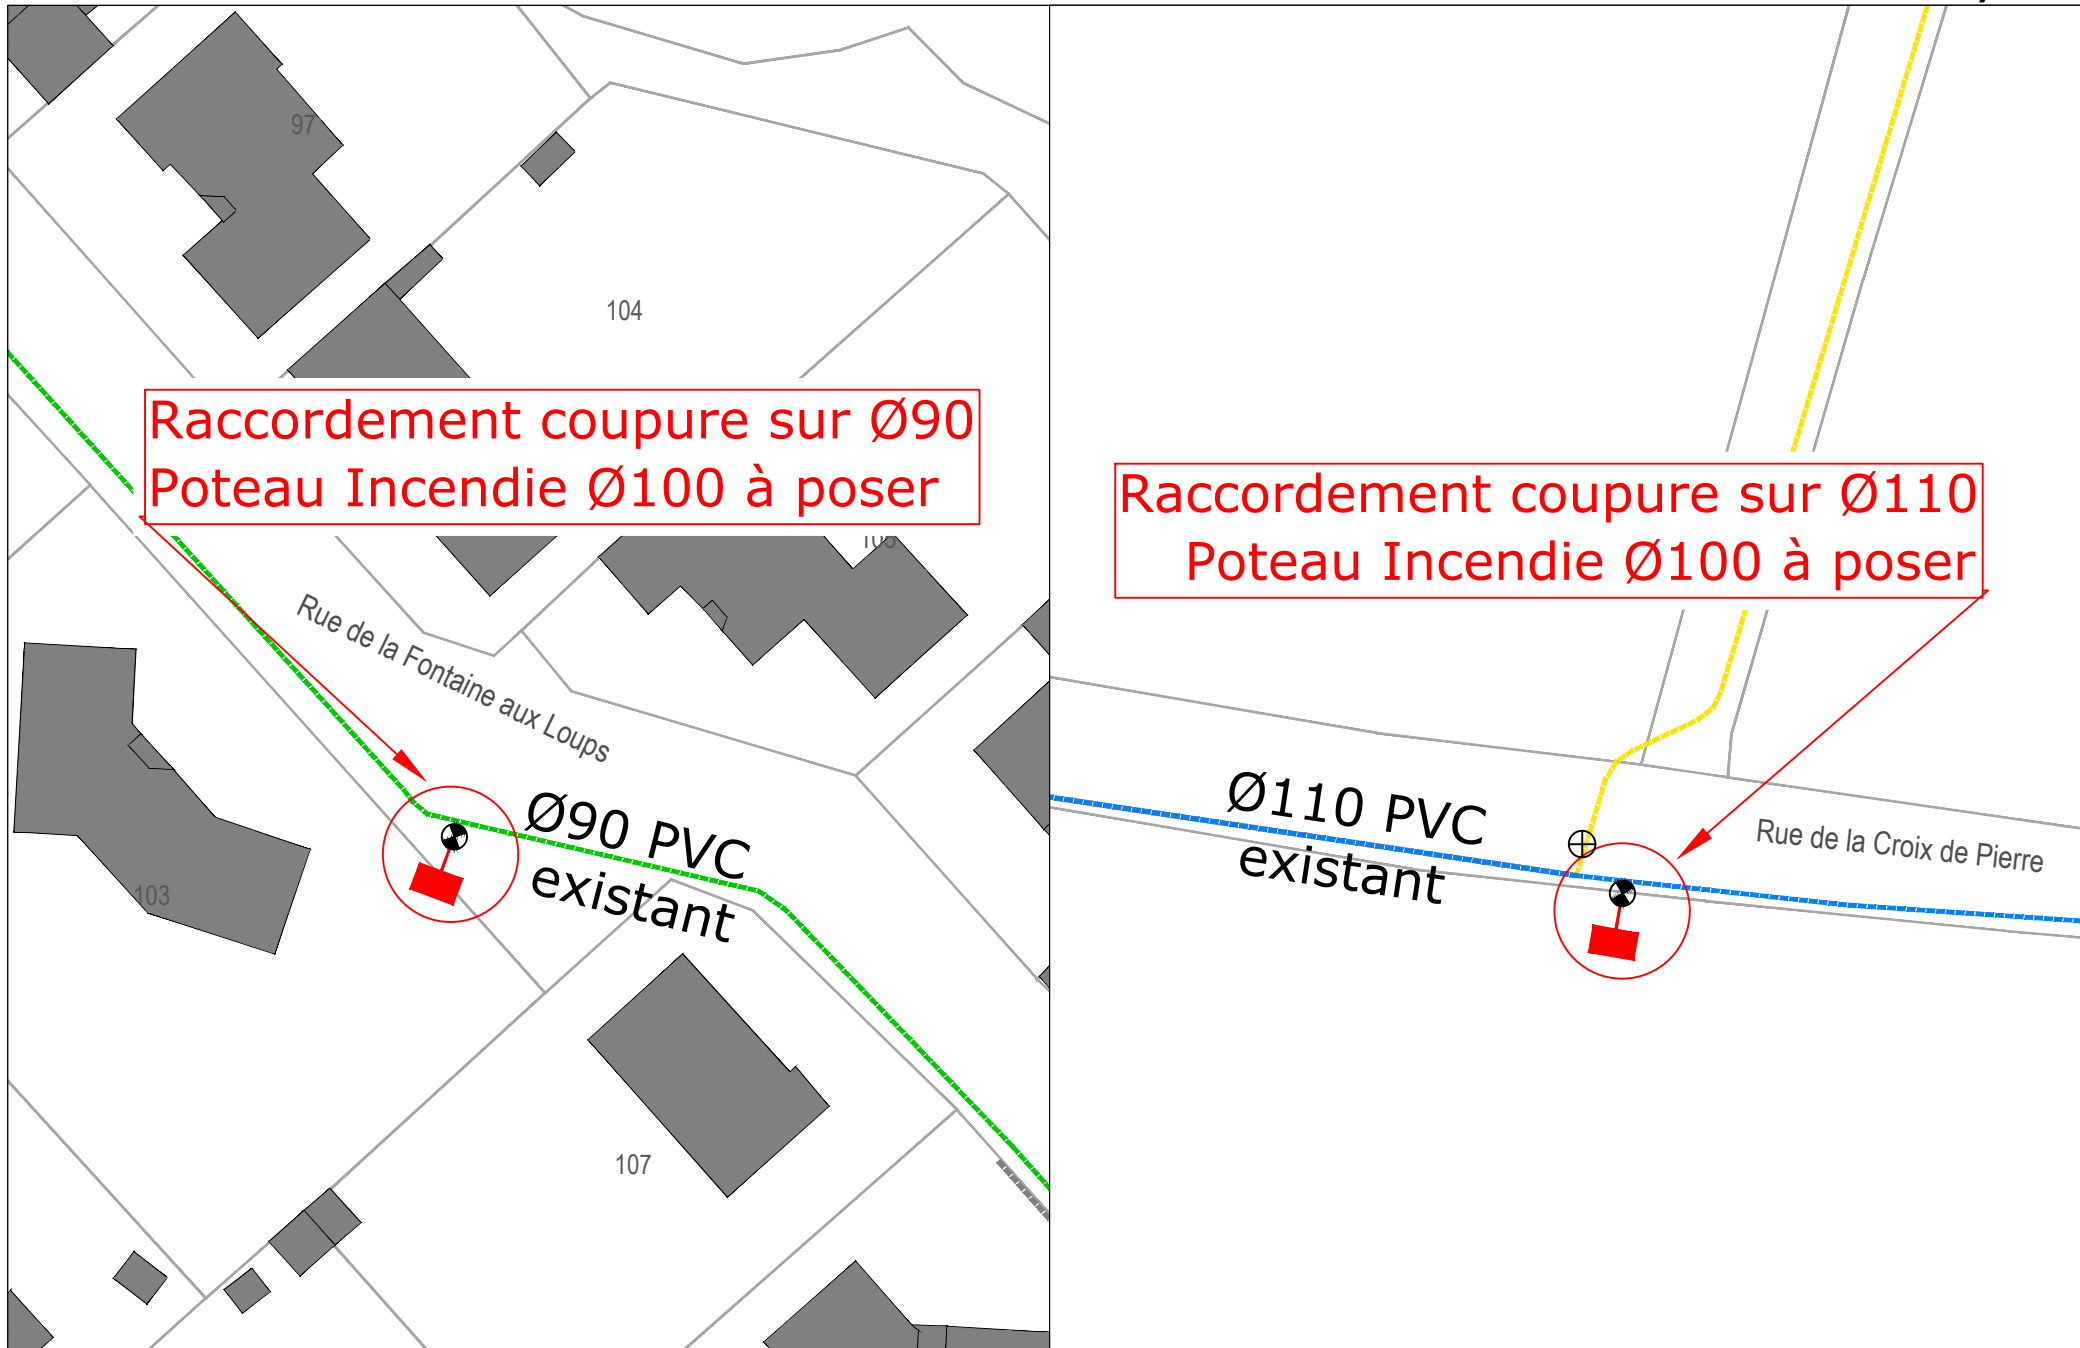 97
104
Raccordement coupure sur Ø90
Poteau Incendie Ø100 à poser
Rue de la Fontaine aux Loups
Ø90 PVC
existant
103
107
Raccordement coupure sur Ø110
Poteau Incendie Ø100 à poser
Ø110 PVC
existant
Rue de la Croix de Pierre